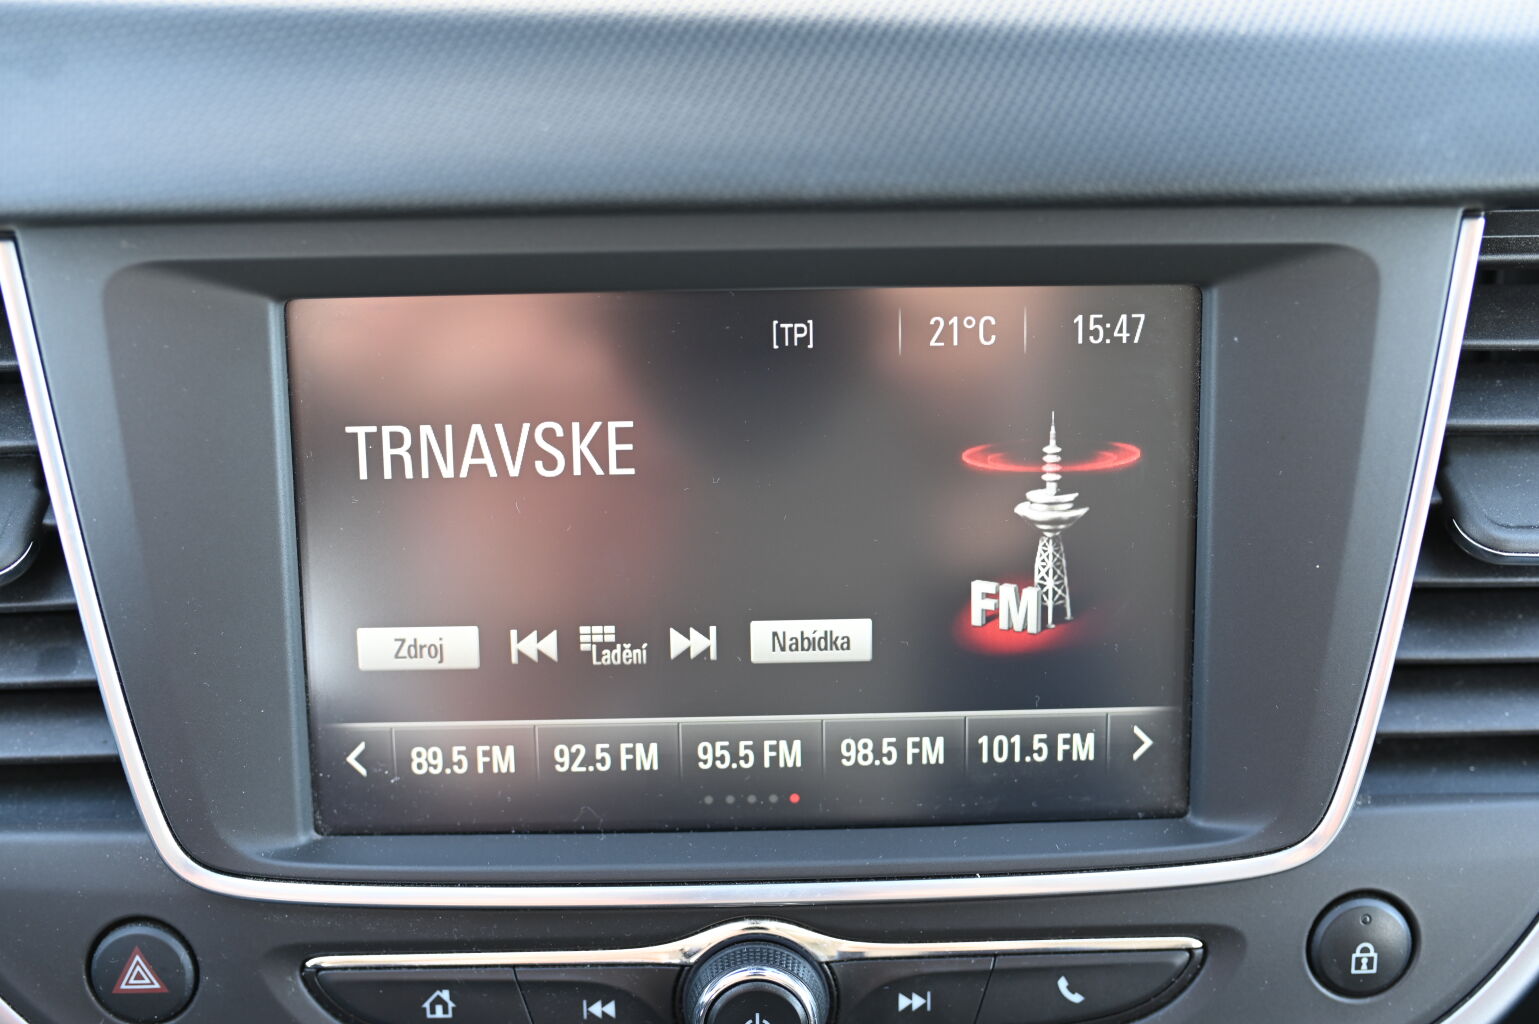 [TP] 21°C 15:47
TRNAVSKE
FM
Zdroj Ladění Nabídka
89.5 FM 92.5 FM 95.5 FM 98.5 FM 101.5 FM